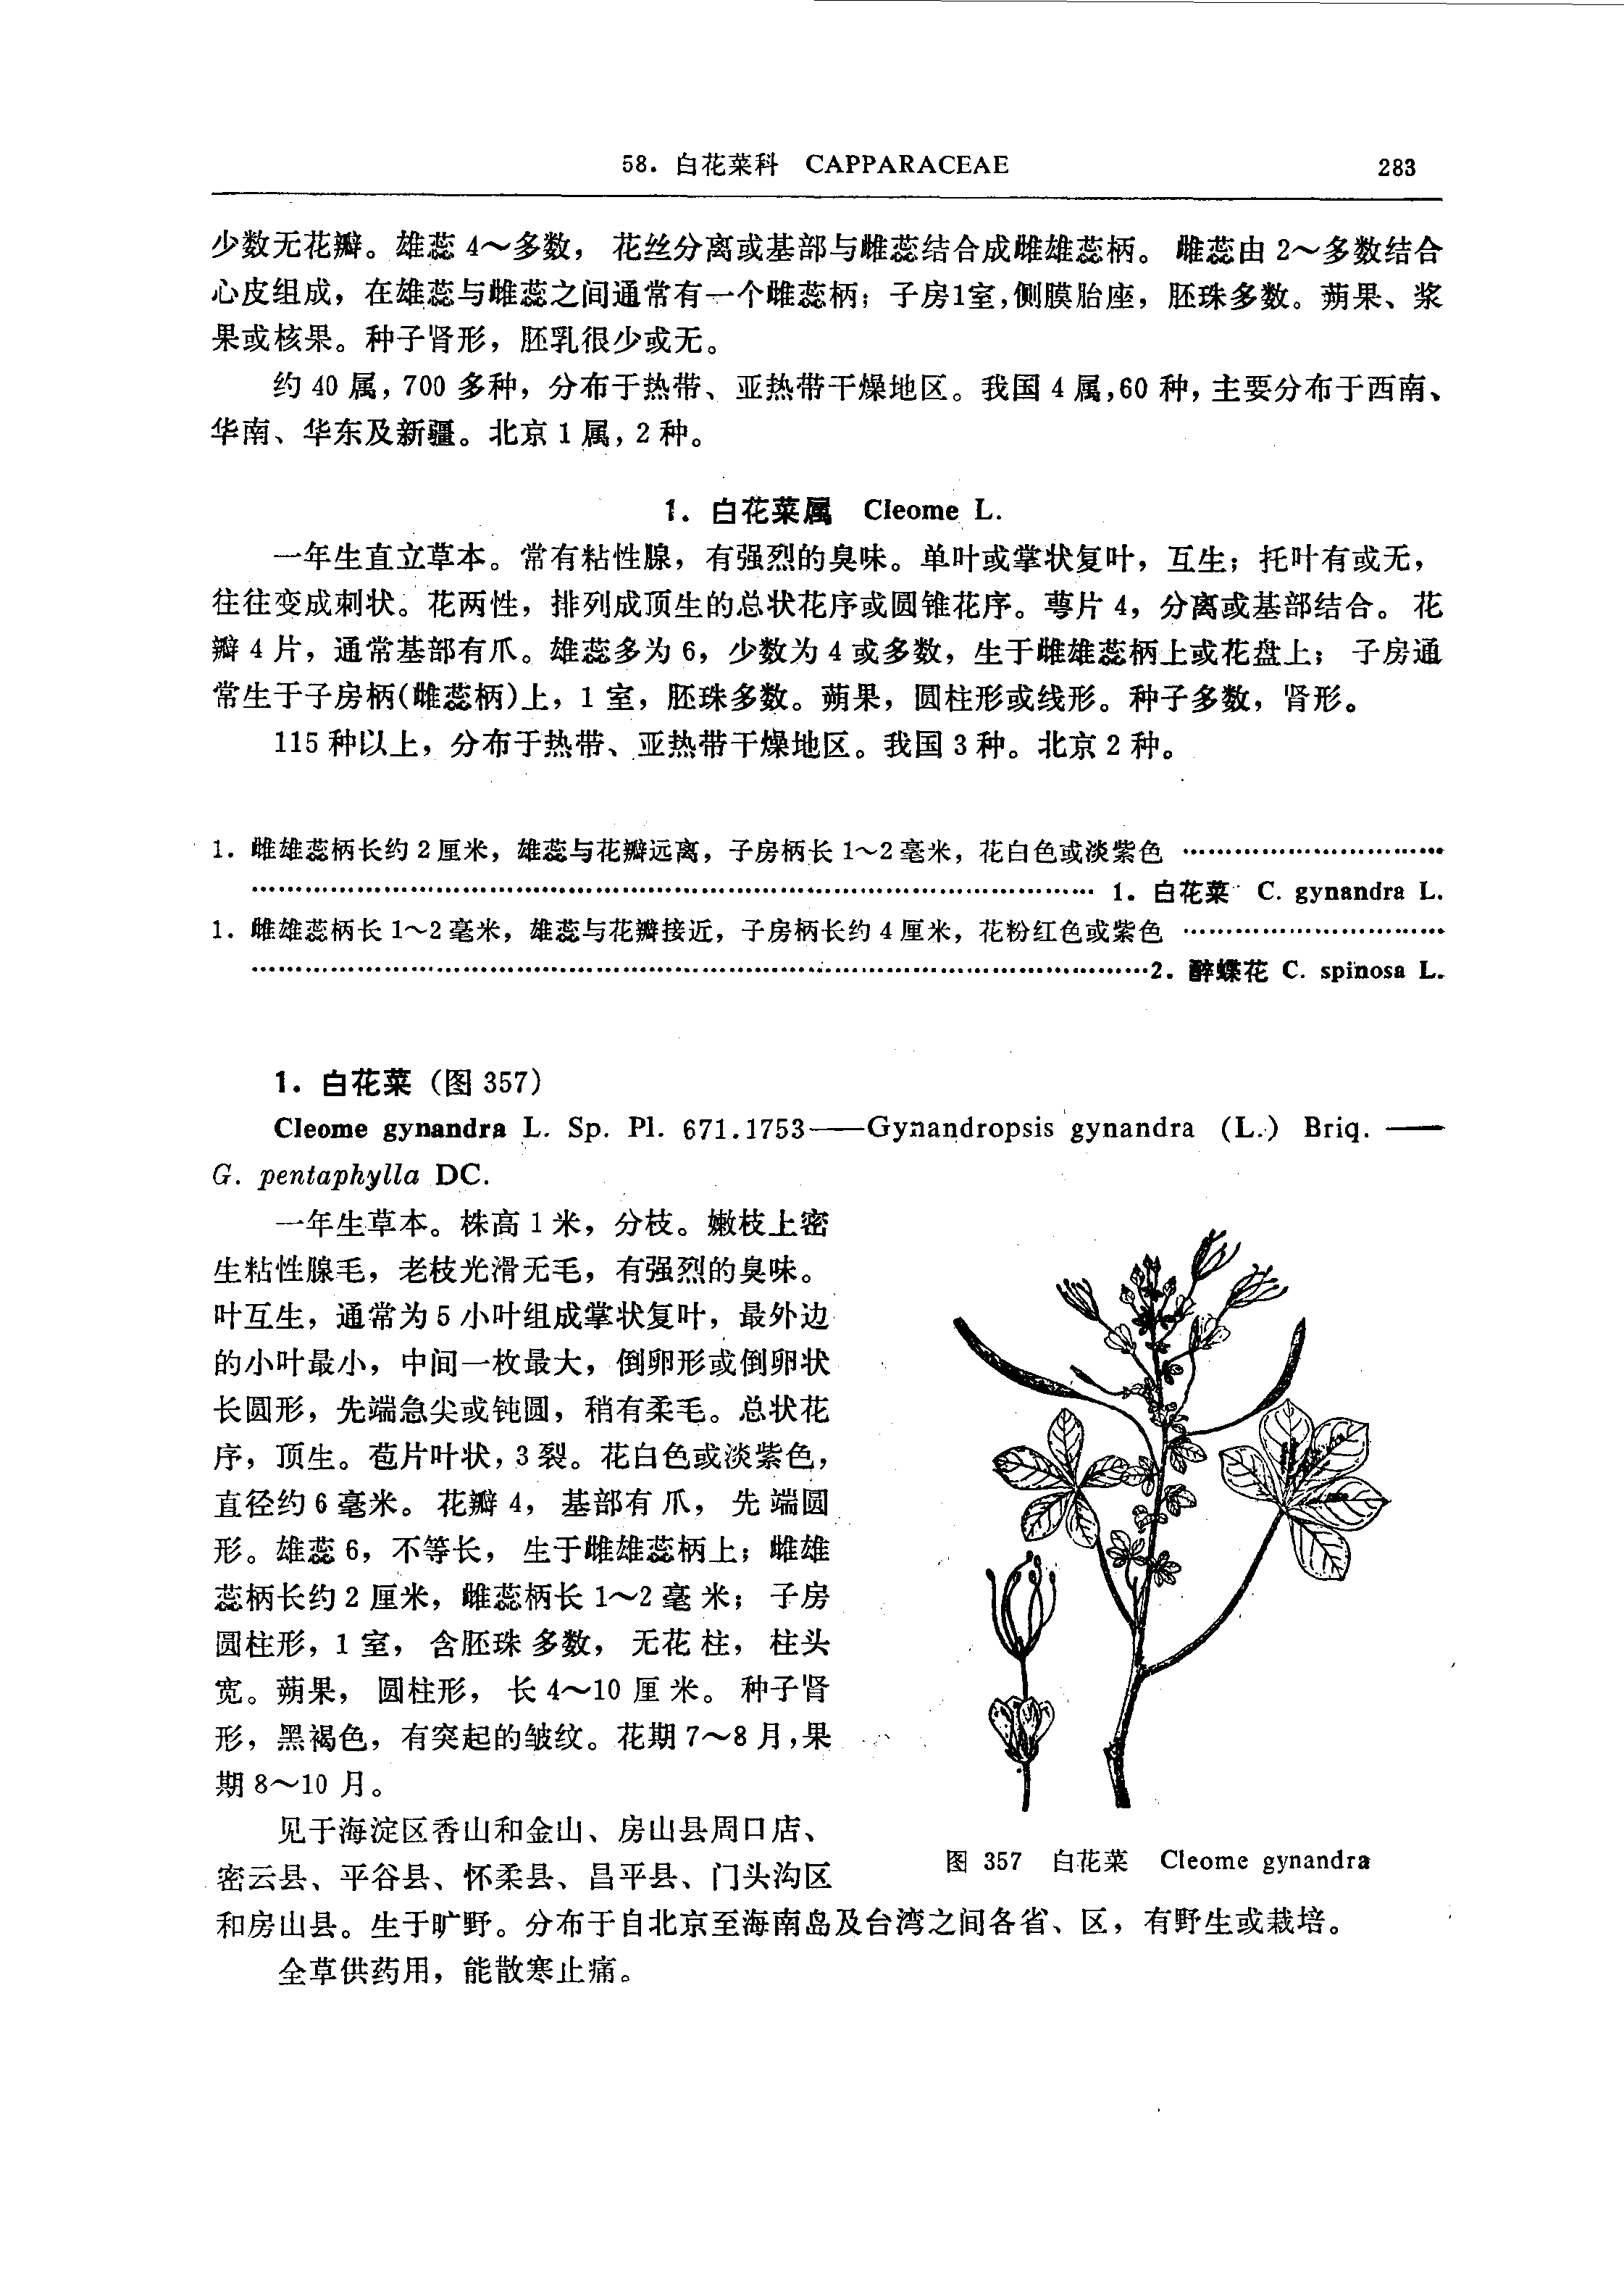 58. 白花菜科 CAPPARACEAE 283
少数无花瓣。雄蕊 4～多数，花丝分离或基部与雌蕊结合成雌雄蕊柄。雌蕊由 2～多数结合
心皮组成，在雄蕊与雌蕊之间通常有一个雌蕊柄；子房1室，侧膜胎座，胚珠多数。蒴果、浆
果或核果。种子肾形，胚乳很少或无。
约 40 属，700 多种，分布于热带、亚热带干燥地区。我国 4 属，60 种，主要分布于西南、
华南、华东及新疆。北京 1 属，2 种。
1. 白花菜属 Cleome L.
一年生直立草本。常有粘性腺，有强烈的臭味。单叶或掌状复叶，互生；托叶有或无，
往往变成刺状。花两性，排列成顶生的总状花序或圆锥花序。萼片 4，分离或基部结合。花
瓣 4 片，通常基部有爪。雄蕊多为 6，少数为 4 或多数，生于雌雄蕊柄上或花盘上；子房通
常生于子房柄(雌蕊柄)上，1 室，胚珠多数。蒴果，圆柱形或线形。种子多数，肾形。
115 种以上，分布于热带、亚热带干燥地区。我国 3 种。北京 2 种。
1. 雌雄蕊柄长约 2 厘米，雄蕊与花瓣远离，子房柄长 1～2 毫米，花白色或淡紫色 …………………………
………………………………………………………………………………… 1. 白花菜 C. gynandra L.
1. 雌雄蕊柄长 1～2 毫米，雄蕊与花瓣接近，子房柄长约 4 厘米，花粉红色或紫色 …………………………
……………………………………………………………………………………2. 醉蝶花 C. spinosa L.
1. 白花菜（图 357）
Cleome gynandra L. Sp. Pl. 671.1753——Gynandropsis gynandra (L.) Briq. ——
G. pentaphylla DC.
一年生草本。株高 1 米，分枝。嫩枝上密
生粘性腺毛，老枝光滑无毛，有强烈的臭味。
叶互生，通常为 5 小叶组成掌状复叶，最外边
的小叶最小，中间一枚最大，倒卵形或倒卵状
长圆形，先端急尖或钝圆，稍有柔毛。总状花
序，顶生。苞片叶状，3 裂。花白色或淡紫色，
直径约 6 毫米。花瓣 4，基部有爪，先端圆
形。雄蕊 6，不等长，生于雌雄蕊柄上；雌雄
蕊柄长约 2 厘米，雌蕊柄长 1～2 毫米；子房
圆柱形，1 室，含胚珠多数，无花柱，柱头
宽。蒴果，圆柱形，长 4～10 厘米。种子肾
形，黑褐色，有突起的皱纹。花期 7～8 月，果
期 8～10 月。
见于海淀区香山和金山、房山县周口店、
密云县、平谷县、怀柔县、昌平县、门头沟区
和房山县。生于旷野。分布于自北京至海南岛及台湾之间各省、区，有野生或栽培。
全草供药用，能散寒止痛。
图 357 白花菜 Cleome gynandra